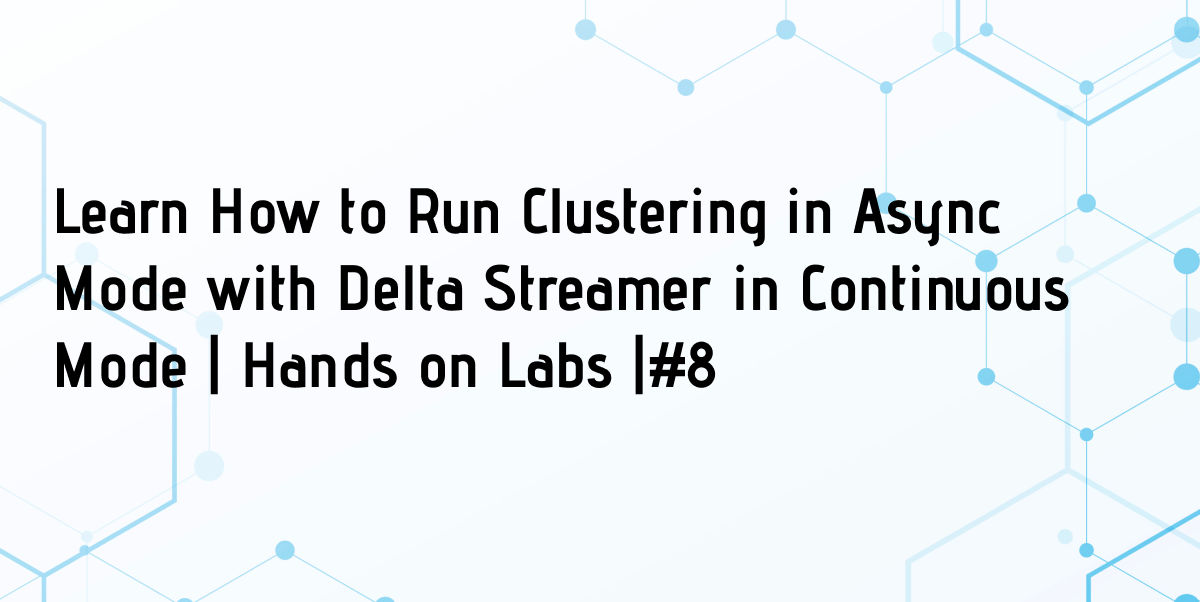 Learn How to Run Clustering in Async
Mode with Delta Streamer in Continuous
Mode | Hands on Labs |#8